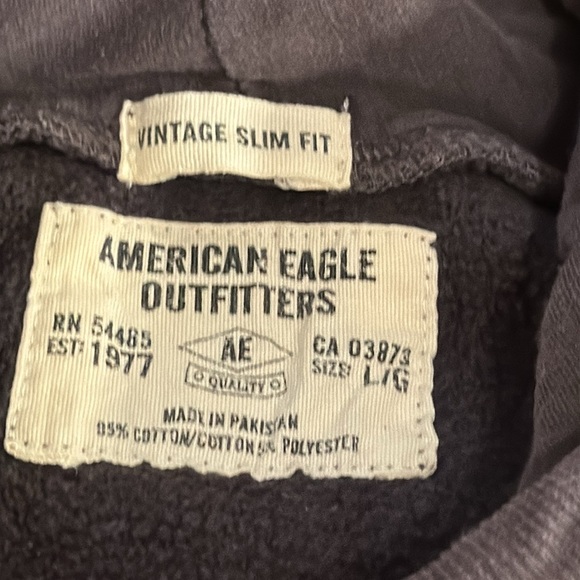 VINTAGE SLIM FIT
AMERICAN EAGLE
OUTFITTERS
RN 54485
EST: 1977
AE
QUALITY
CA 03873
SIZE: L/G
MADE IN PAKISTAN
95% COTTON/COTTON 5% POLYESTER